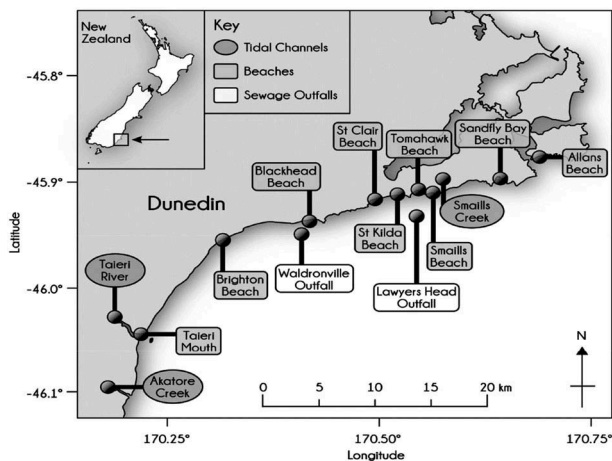 New
Zealand
Key
Tidal Channels
Beaches
Sewage Outfalls
-45.8°
-45.9°
-46.0°
-46.1°
Latitude
Dunedin
St Clair
Beach
Tomahawk
Beach
Sandfly Bay
Beach
Allans
Beach
Blackhead
Beach
Smaills
Creek
St Kilda
Beach
Smaills
Beach
Taieri
River
Brighton
Beach
Waldronville
Outfall
Lawyers Head
Outfall
Taieri
Mouth
Akatore
Creek
N
0 5 10 15 20 km
170.25° 170.50° 170.75°
Longitude